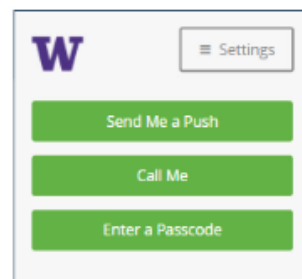 W
Settings
Send Me a Push
Call Me
Enter a Passcode